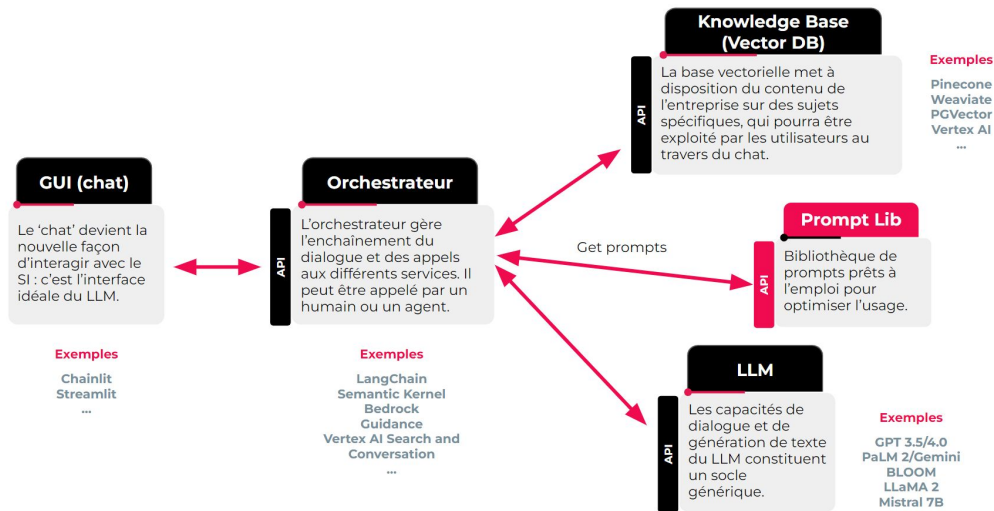 GUI (chat)
Le ‘chat’ devient la
nouvelle façon
d’interagir avec le
SI : c’est l’interface
idéale du LLM.
Exemples
Chainlit
Streamlit
...
Orchestrateur
API
L’orchestrateur gère
l’enchaînement du
dialogue et des appels
aux différents services. Il
peut être appelé par un
humain ou un agent.
Exemples
LangChain
Semantic Kernel
Bedrock
Guidance
Vertex AI Search and
Conversation
...
Knowledge Base
(Vector DB)
API
La base vectorielle met à
disposition du contenu de
l’entreprise sur des sujets
spécifiques, qui pourra être
exploité par les utilisateurs au
travers du chat.
Exemples
Pinecone
Weaviate
PGVector
Vertex AI
...
Get prompts
Prompt Lib
API
Bibliothèque de
prompts prêts à
l’emploi pour
optimiser l’usage.
LLM
API
Les capacités de
dialogue et de
génération de texte
du LLM constituent
un socle
générique.
Exemples
GPT 3.5/4.0
PaLM 2/Gemini
BLOOM
LLaMA 2
Mistral 7B